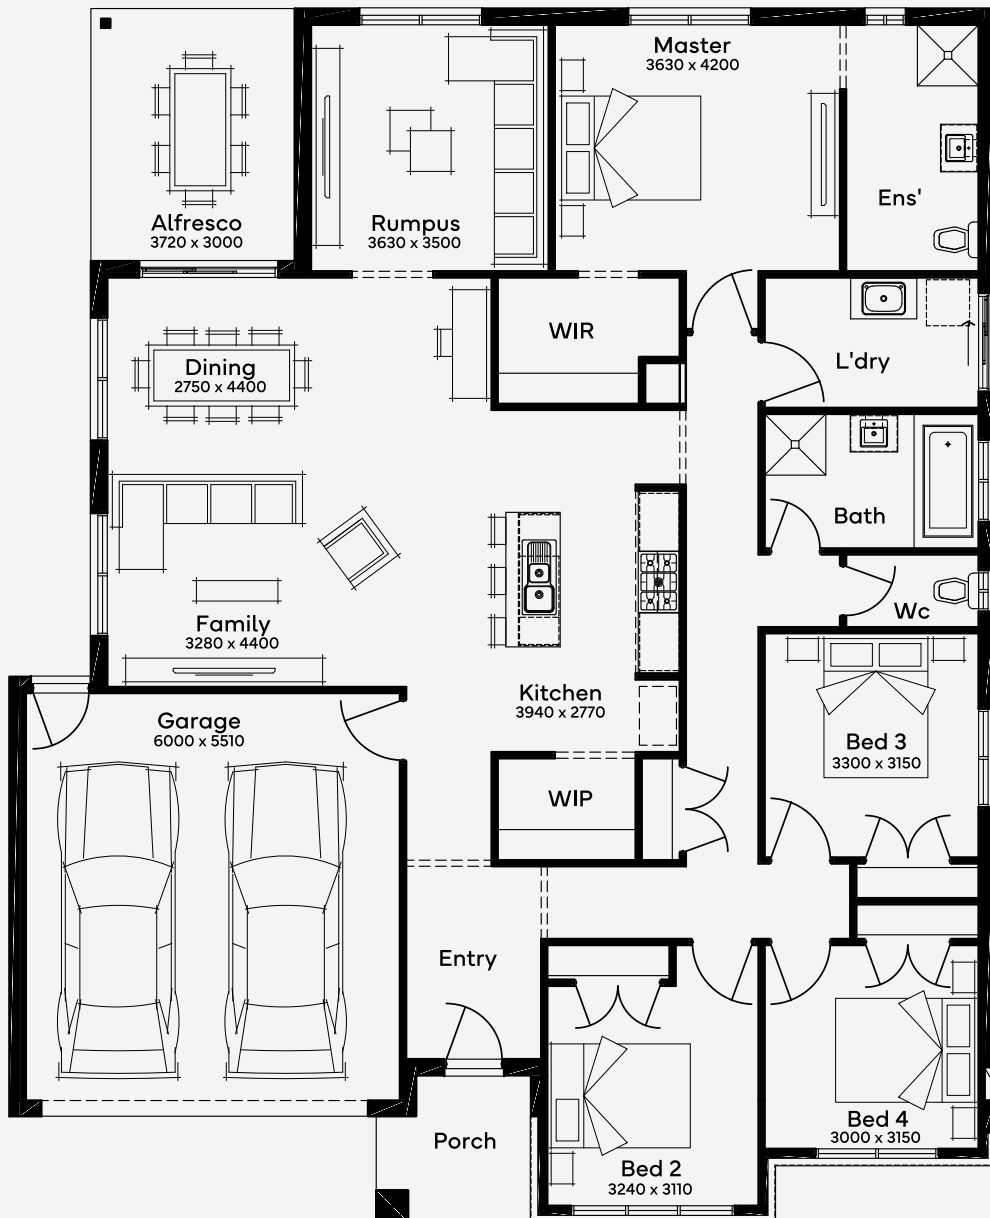 Master
3630 x 4200
Ens'
Alfresco
3720 x 3000
Rumpus
3630 x 3500
WIR
L'dry
Dining
2750 x 4400
Bath
Wc
Family
3280 x 4400
Kitchen
3940 x 2770
Garage
6000 x 5510
Bed 3
3300 x 3150
WIP
Entry
Porch
Bed 4
3000 x 3150
Bed 2
3240 x 3110